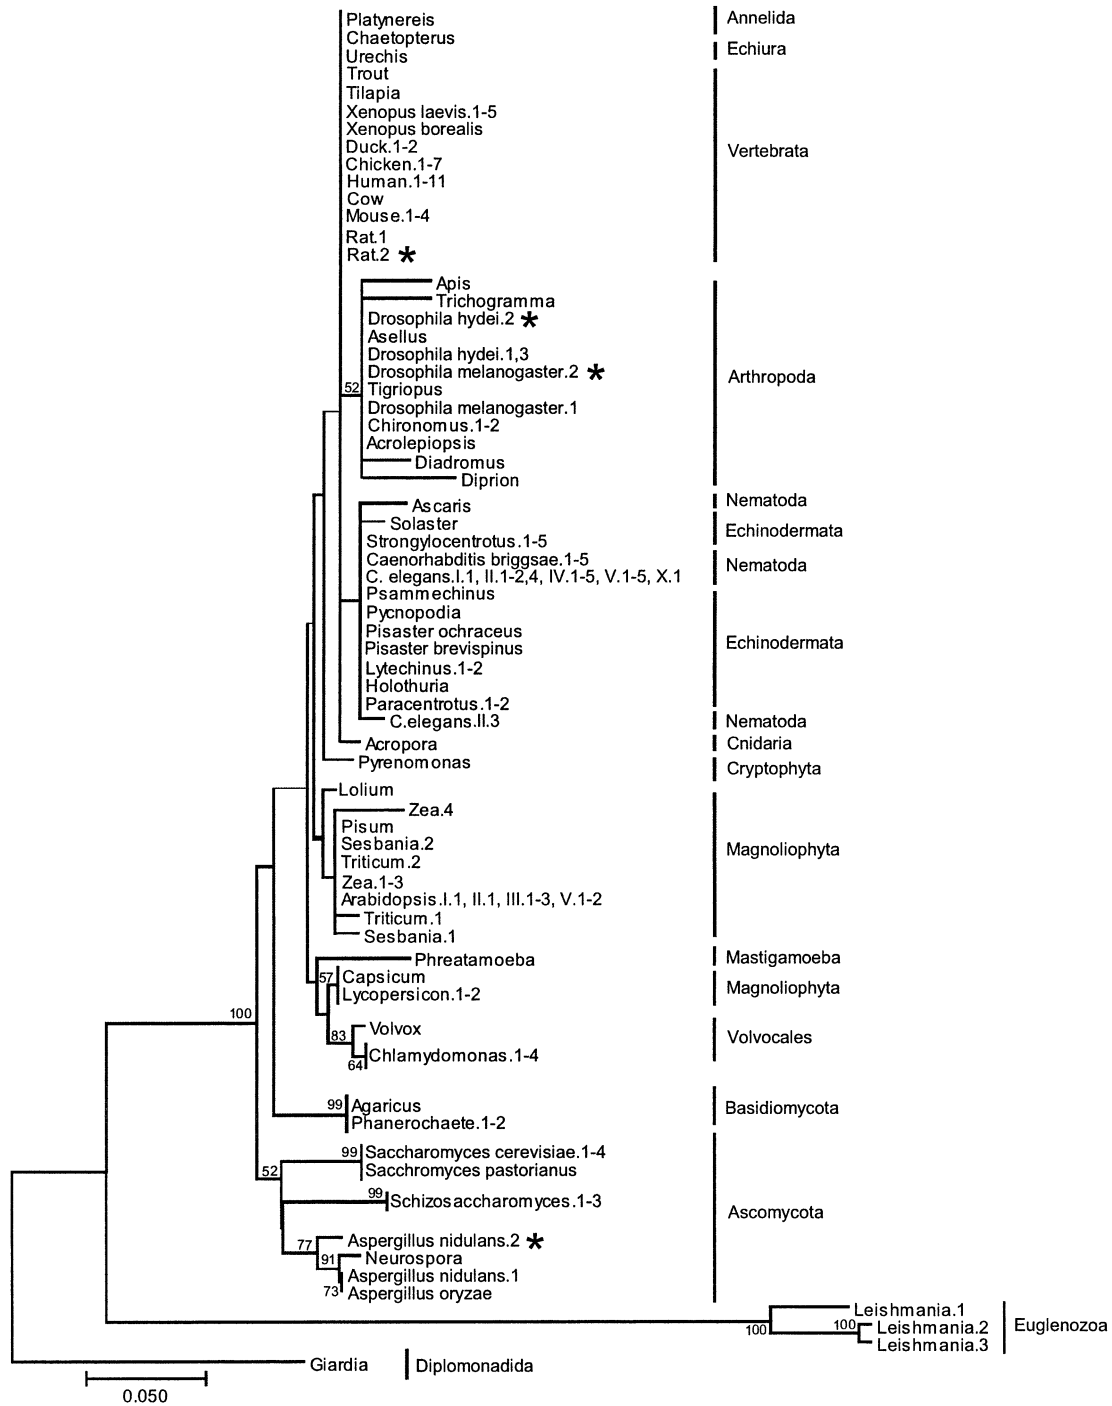 Platynereis
Annelida
Chaetopterus
Echiura
Urechis
Trout
Tilapia
Xenopus laevis.1-5
Xenopus borealis
Duck.1-2
Vertebrata
Chicken.1-7
Human.1-11
Cow
Mouse.1-4
Rat.1
Rat.2 *
Apis
Trichogramma
Drosophila hydei.2 *
Asellus
Drosophila hydei.1,3
Drosophila melanogaster.2 *
Arthropoda
52
Tigriopus
Drosophila melanogaster.1
Chironomus.1-2
Acrolepiopsis
Diadromus
Diprion
Nematoda
Ascaris
Solaster
Echinodermata
Strongylocentrotus.1-5
Caenorhabditis briggsae.1-5
Nematoda
C. elegans.I.1, II.1-2,4, IV.1-5, V.1-5, X.1
Psammechinus
Pycnopodia
Pisaster ochraceus
Echinodermata
Pisaster brevispinus
Lytechinus.1-2
Holothuria
Paracentrotus.1-2
C.elegans.II.3
Nematoda
Acropora
Cnidaria
Pyrenomonas
Cryptophyta
Lolium
Zea.4
Pisum
Sesbania.2
Magnoliophyta
Triticum.2
Zea.1-3
Arabidopsis.I.1, II.1, III.1-3, V.1-2
Triticum.1
Sesbania.1
Phreatamoeba
Mastigamoeba
57
Capsicum
Magnoliophyta
Lycopersicon.1-2
100
Volvox
83
Volvocales
Chlamydomonas.1-4
64
99
Agaricus
Basidiomycota
Phanerochaete.1-2
99
Saccharomyces cerevisiae.1-4
52
Sacchromyces pastorianus
99
Schizosaccharomyces.1-3
Ascomycota
77
Aspergillus nidulans.2 *
91
Neurospora
Aspergillus nidulans.1
73
Aspergillus oryzae
Leishmania.1
100
100
Leishmania.2
Euglenozoa
Leishmania.3
Giardia
Diplomonadida
0.050